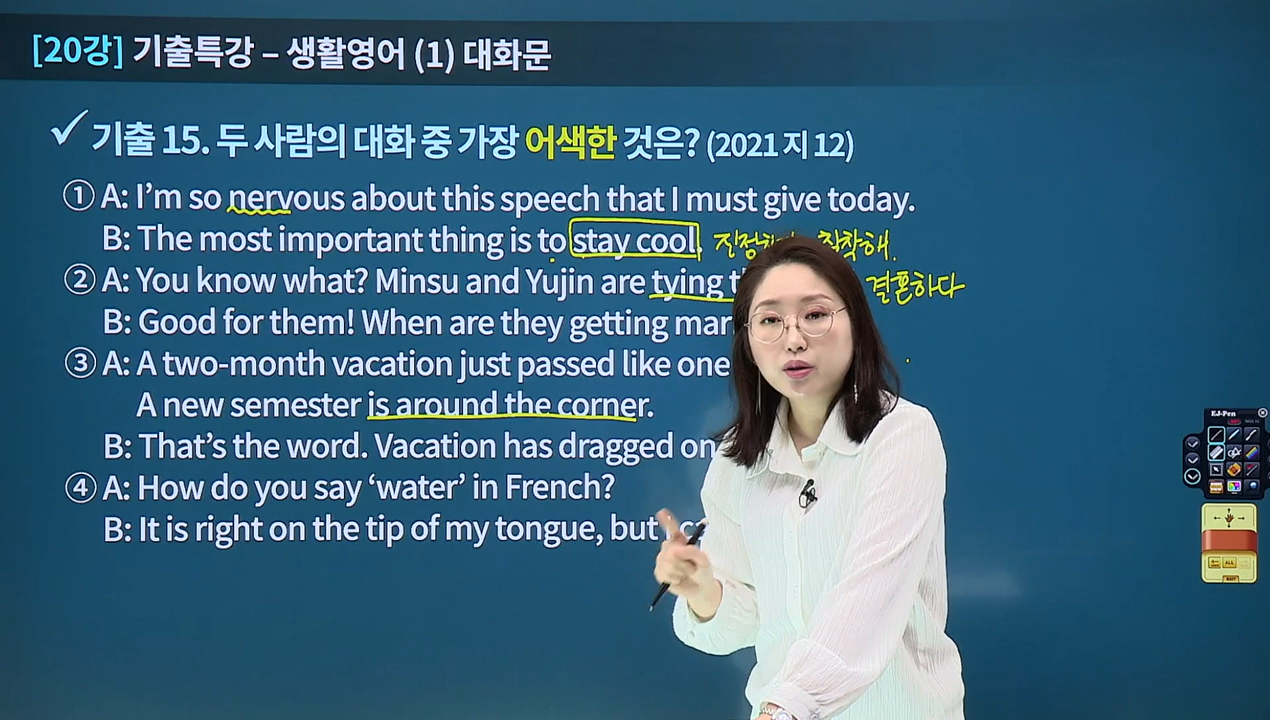 [20강] 기출특강 – 생활영어 (1) 대화문
기출 15. 두 사람의 대화 중 가장 어색한 것은? (2021 지 12)
① A: I'm so nervous about this speech that I must give today.
B: The most important thing is to stay cool. 착해.
② A: You know what? Minsu and Yujin are tying 결혼하다
B: Good for them! When are they getting
③ A: A two-month vacation just passed like one
A new semester is around the corner.
B: That's the word. Vacation has dragged on
④ A: How do you say ‘water’ in French?
B: It is right on the tip of my tongue, but
EJ-Pen
ALL